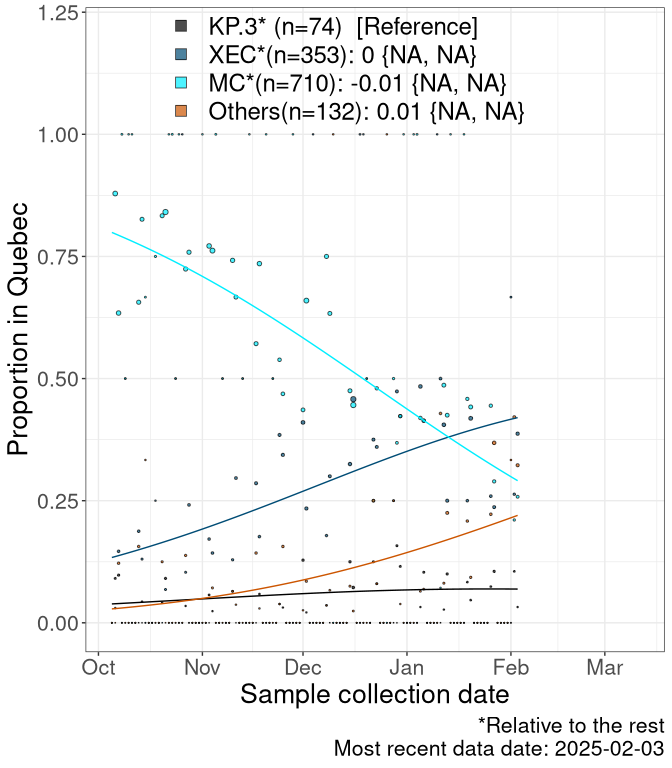 KP.3* (n=74)  [Reference]
XEC*(n=353): 0 {NA, NA}
MC*(n=710): -0.01 {NA, NA}
Others(n=132): 0.01 {NA, NA}
1.25
1.00
0.75
0.50
0.25
0.00
Proportion in Quebec
Oct Nov Dec Jan Feb Mar
Sample collection date
*Relative to the rest
Most recent data date: 2025-02-03